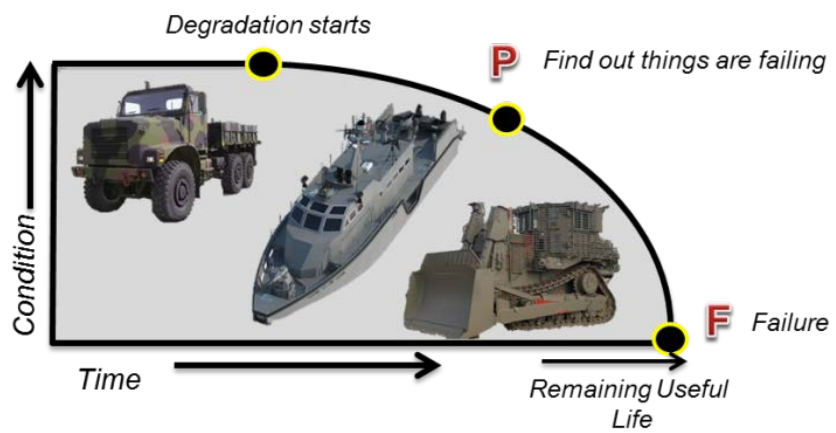 Degradation starts
P
Find out things are failing
Condition
F
Failure
Time
Remaining Useful
Life